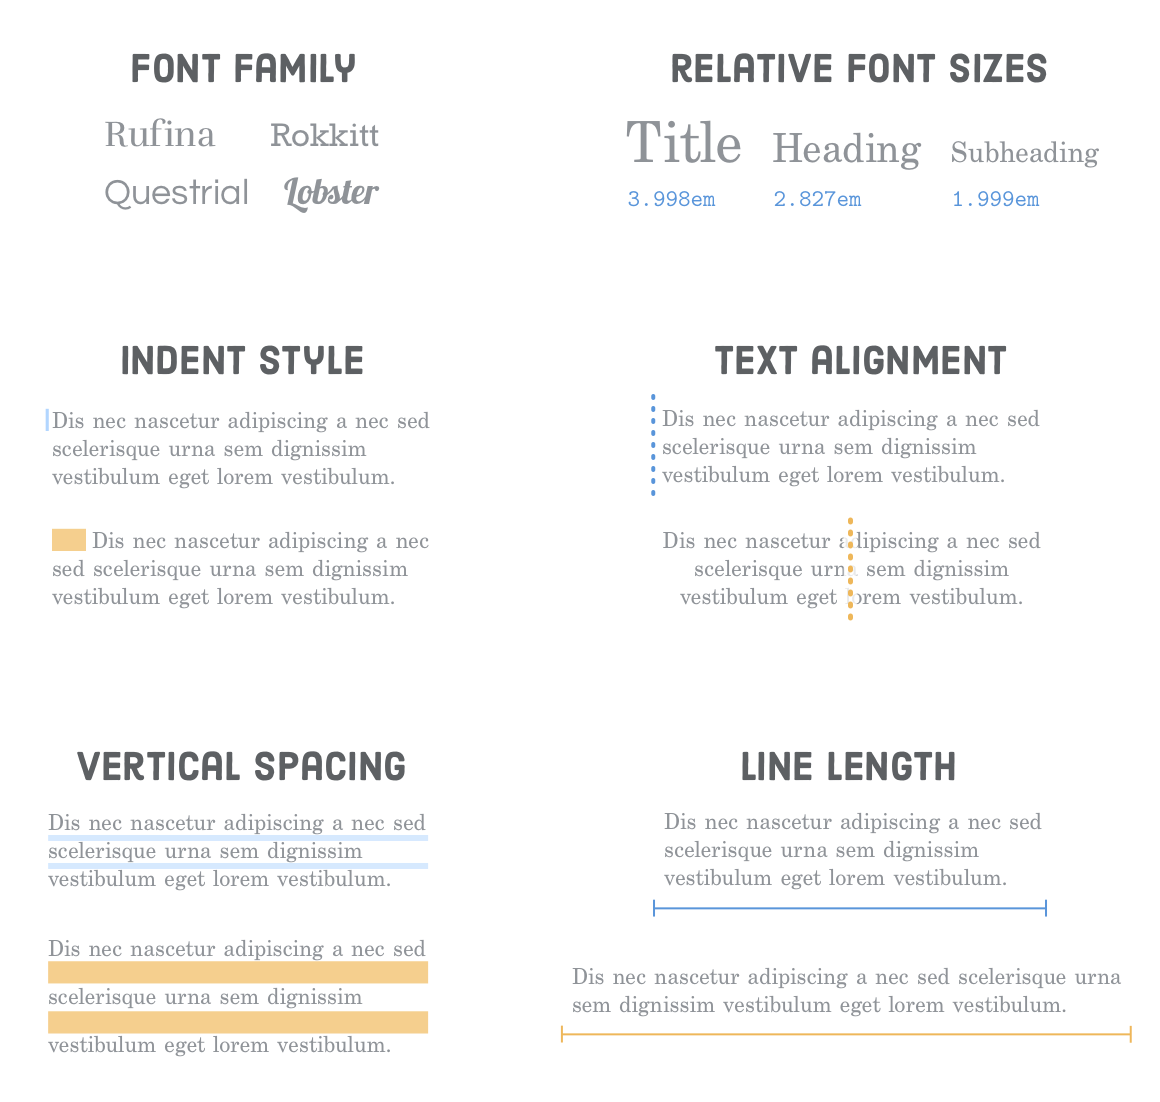 FONT FAMILY
Rufina Rokkitt
Questrial Lobster
RELATIVE FONT SIZES
Title Heading Subheading
3.998em 2.827em 1.999em
INDENT STYLE
Dis nec nascetur adipiscing a nec sed
scelerisque urna sem dignissim
vestibulum eget lorem vestibulum.
Dis nec nascetur adipiscing a nec
sed scelerisque urna sem dignissim
vestibulum eget lorem vestibulum.
TEXT ALIGNMENT
Dis nec nascetur adipiscing a nec sed
scelerisque urna sem dignissim
vestibulum eget lorem vestibulum.
Dis nec nascetur adipiscing a nec sed
scelerisque urna sem dignissim
vestibulum eget lorem vestibulum.
VERTICAL SPACING
Dis nec nascetur adipiscing a nec sed
scelerisque urna sem dignissim
vestibulum eget lorem vestibulum.
Dis nec nascetur adipiscing a nec sed
scelerisque urna sem dignissim
vestibulum eget lorem vestibulum.
LINE LENGTH
Dis nec nascetur adipiscing a nec sed
scelerisque urna sem dignissim
vestibulum eget lorem vestibulum.
Dis nec nascetur adipiscing a nec sed scelerisque urna
sem dignissim vestibulum eget lorem vestibulum.